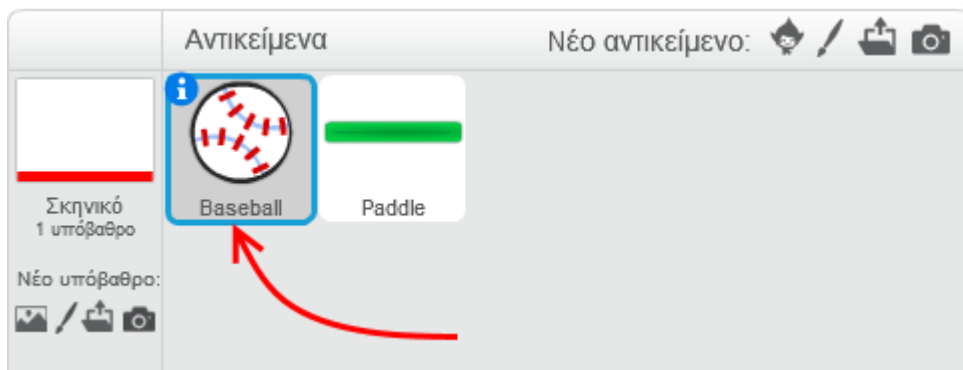 Αντικείμενα
Νέο αντικείμενο:
Baseball
Paddle
Σκηνικό
1 υπόβαθρο
Νέο υπόβαθρο: